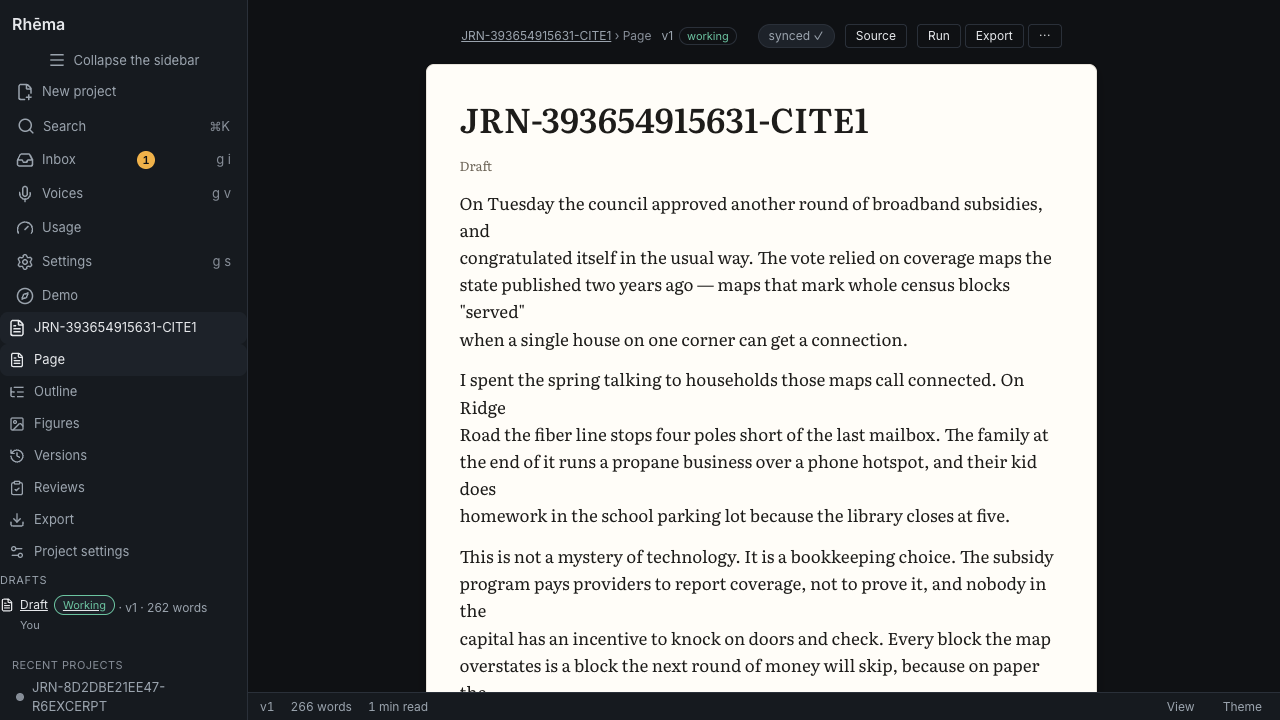 Rhēma
Collapse the sidebar
New project
Search ⌘K
Inbox 1 g i
Voices g v
Usage
Settings g s
Demo
JRN-393654915631-CITE1
Page
Outline
Figures
Versions
Reviews
Export
Project settings
DRAFTS
Draft Working · v1 · 262 words
You
RECENT PROJECTS
JRN-8D2DBE21EE47-
R6EXCERPT
JRN-393654915631-CITE1 › Page v1 working synced ✓ Source Run Export ···
JRN-393654915631-CITE1
Draft
On Tuesday the council approved another round of broadband subsidies,
and
congratulated itself in the usual way. The vote relied on coverage maps the
state published two years ago — maps that mark whole census blocks
"served"
when a single house on one corner can get a connection.
I spent the spring talking to households those maps call connected. On
Ridge
Road the fiber line stops four poles short of the last mailbox. The family at
the end of it runs a propane business over a phone hotspot, and their kid
does
homework in the school parking lot because the library closes at five.
This is not a mystery of technology. It is a bookkeeping choice. The subsidy
program pays providers to report coverage, not to prove it, and nobody in
the
capital has an incentive to knock on doors and check. Every block the map
overstates is a block the next round of money will skip, because on paper
the
v1 266 words 1 min read View Theme